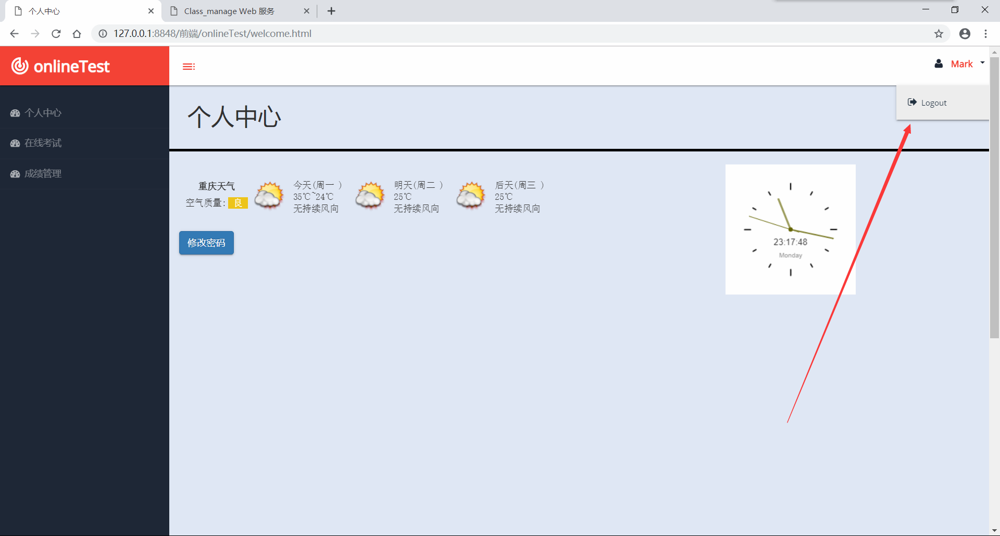 个人中心
Class_manage Web 服务
127.0.0.1:8848/前端/onlineTest/welcome.html
onlineTest
Mark
Logout
个人中心
在线考试
成绩管理
个人中心
重庆天气
空气质量: 良
今天(周一 )
35℃~24℃
无持续风向
明天(周二 )
25℃
无持续风向
后天(周三 )
25℃
无持续风向
修改密码
23:17:48
Monday